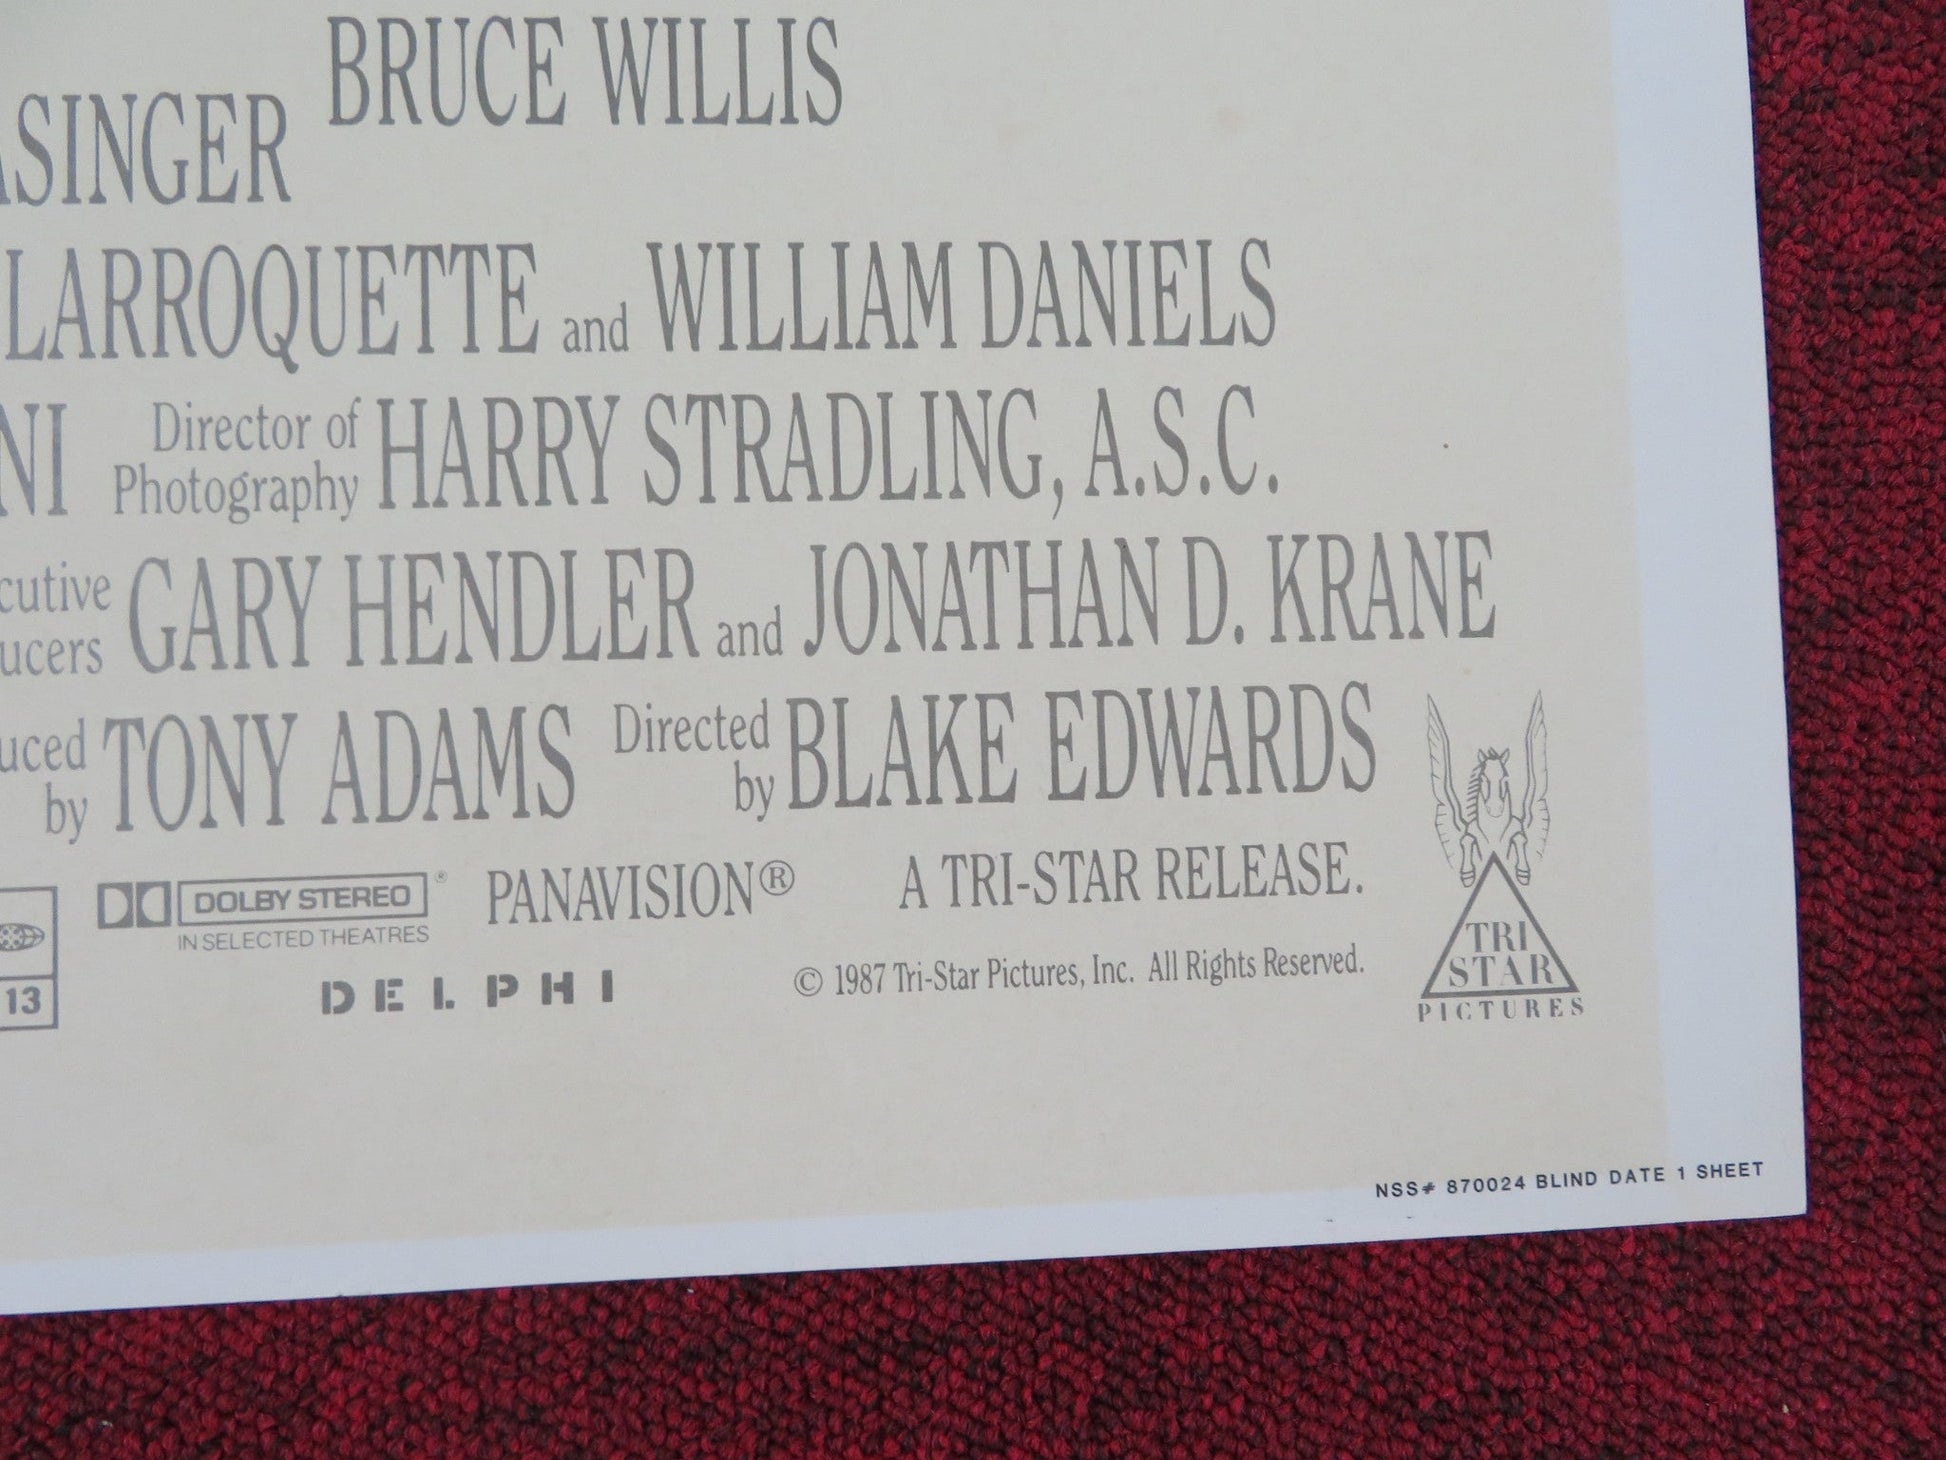 BRUCE WILLIS
ASINGER
LARROQUETTE and WILLIAM DANIELS
NI Director of Photography HARRY STRADLING, A.S.C.
cutive ucers GARY HENDLER and JONATHAN D. KRANE
uced by TONY ADAMS Directed by BLAKE EDWARDS
DOLBY STEREO ® PANAVISION® A TRI-STAR RELEASE.
IN SELECTED THEATRES
13 DELPHI © 1987 Tri-Star Pictures, Inc. All Rights Reserved.
TRI
STAR
PICTURES
NSS# 870024 BLIND DATE 1 SHEET